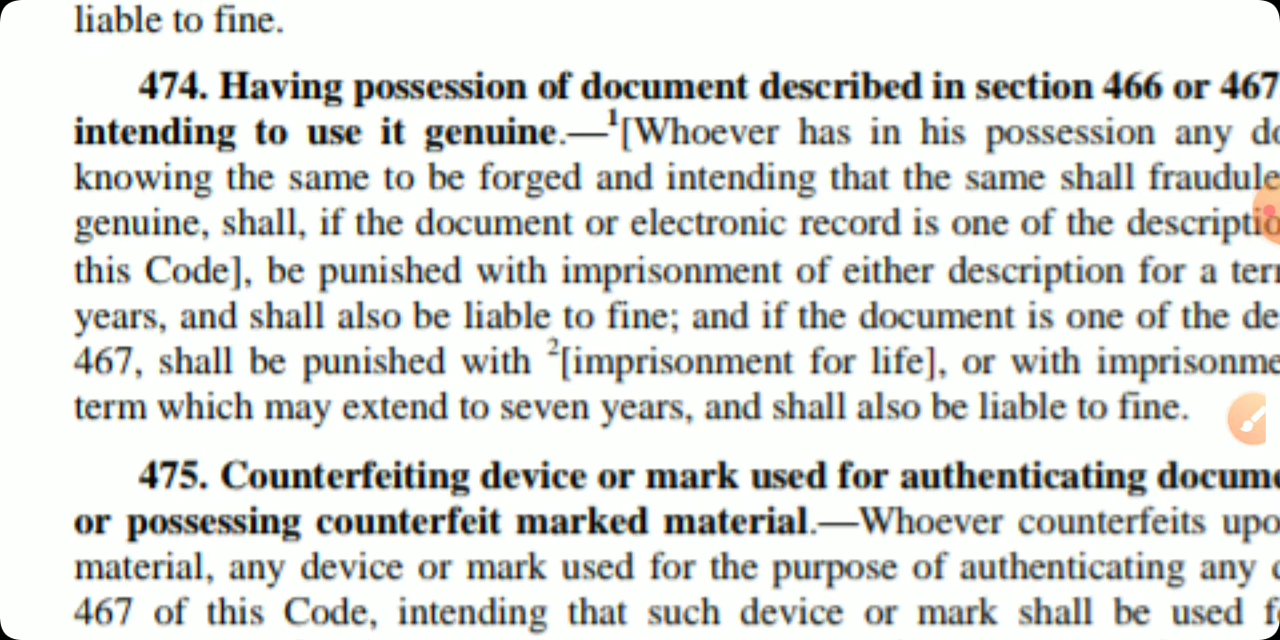 liable to fine.
474. Having possession of document described in section 466 or 467
intending to use it genuine.—1[Whoever has in his possession any
knowing the same to be forged and intending that the same shall
genuine, shall, if the document or electronic record is one of the
this Code], be punished with imprisonment of either description for a
years, and shall also be liable to fine; and if the document is one of the
467, shall be punished with 2[imprisonment for life], or with
term which may extend to seven years, and shall also be liable to fine.
475. Counterfeiting device or mark used for authenticating
or possessing counterfeit marked material.—Whoever counterfeits
material, any device or mark used for the purpose of authenticating any
467 of this Code, intending that such device or mark shall be used